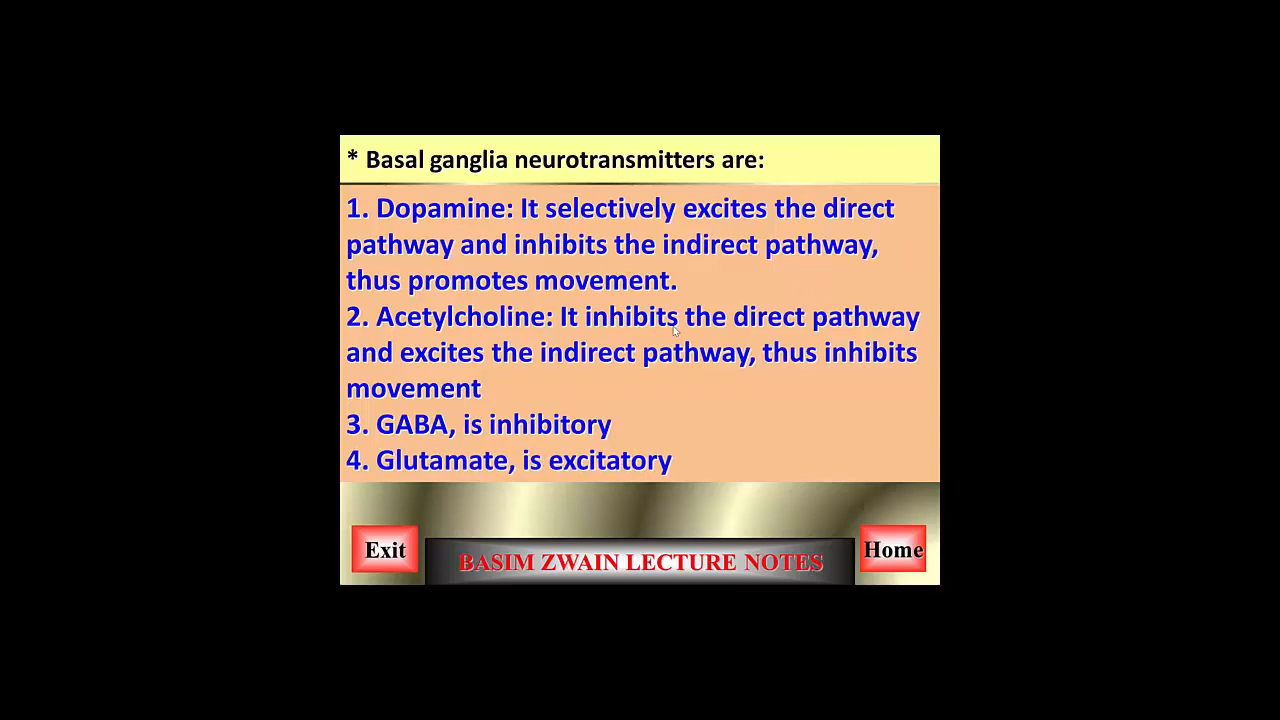 * Basal ganglia neurotransmitters are:
1. Dopamine: It selectively excites the direct
pathway and inhibits the indirect pathway,
thus promotes movement.
2. Acetylcholine: It inhibits the direct pathway
and excites the indirect pathway, thus inhibits
movement
3. GABA, is inhibitory
4. Glutamate, is excitatory
Exit
BASIM ZWAIN LECTURE NOTES
Home